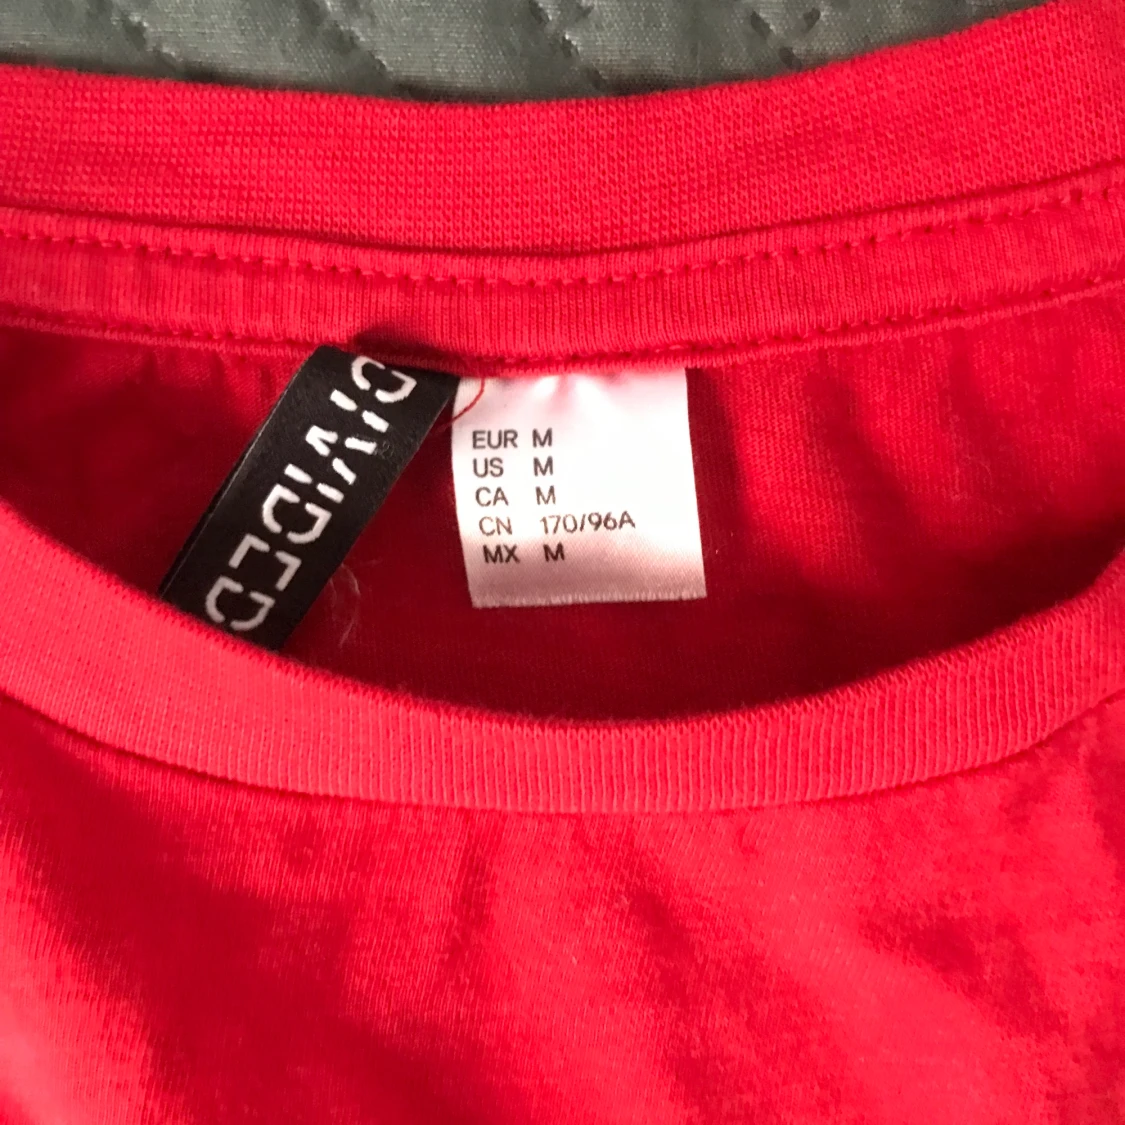 DIVIDED
EUR M
US M
CA M
CN 170/96A
MX M